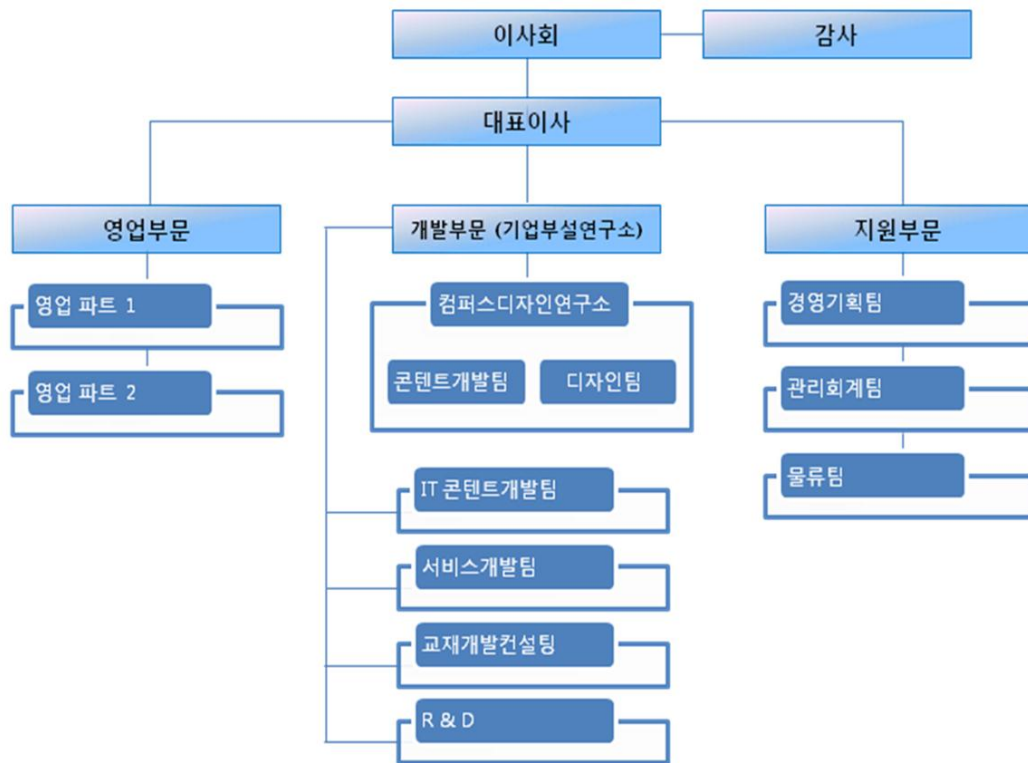 이사회
감사
대표이사
영업부문
개발부문 (기업부설연구소)
지원부문
영업 파트 1
영업 파트 2
컴퍼스디자인연구소
콘텐트개발팀
디자인팀
IT 콘텐트개발팀
서비스개발팀
교재개발컨설팅
R & D
경영기획팀
관리회계팀
물류팀